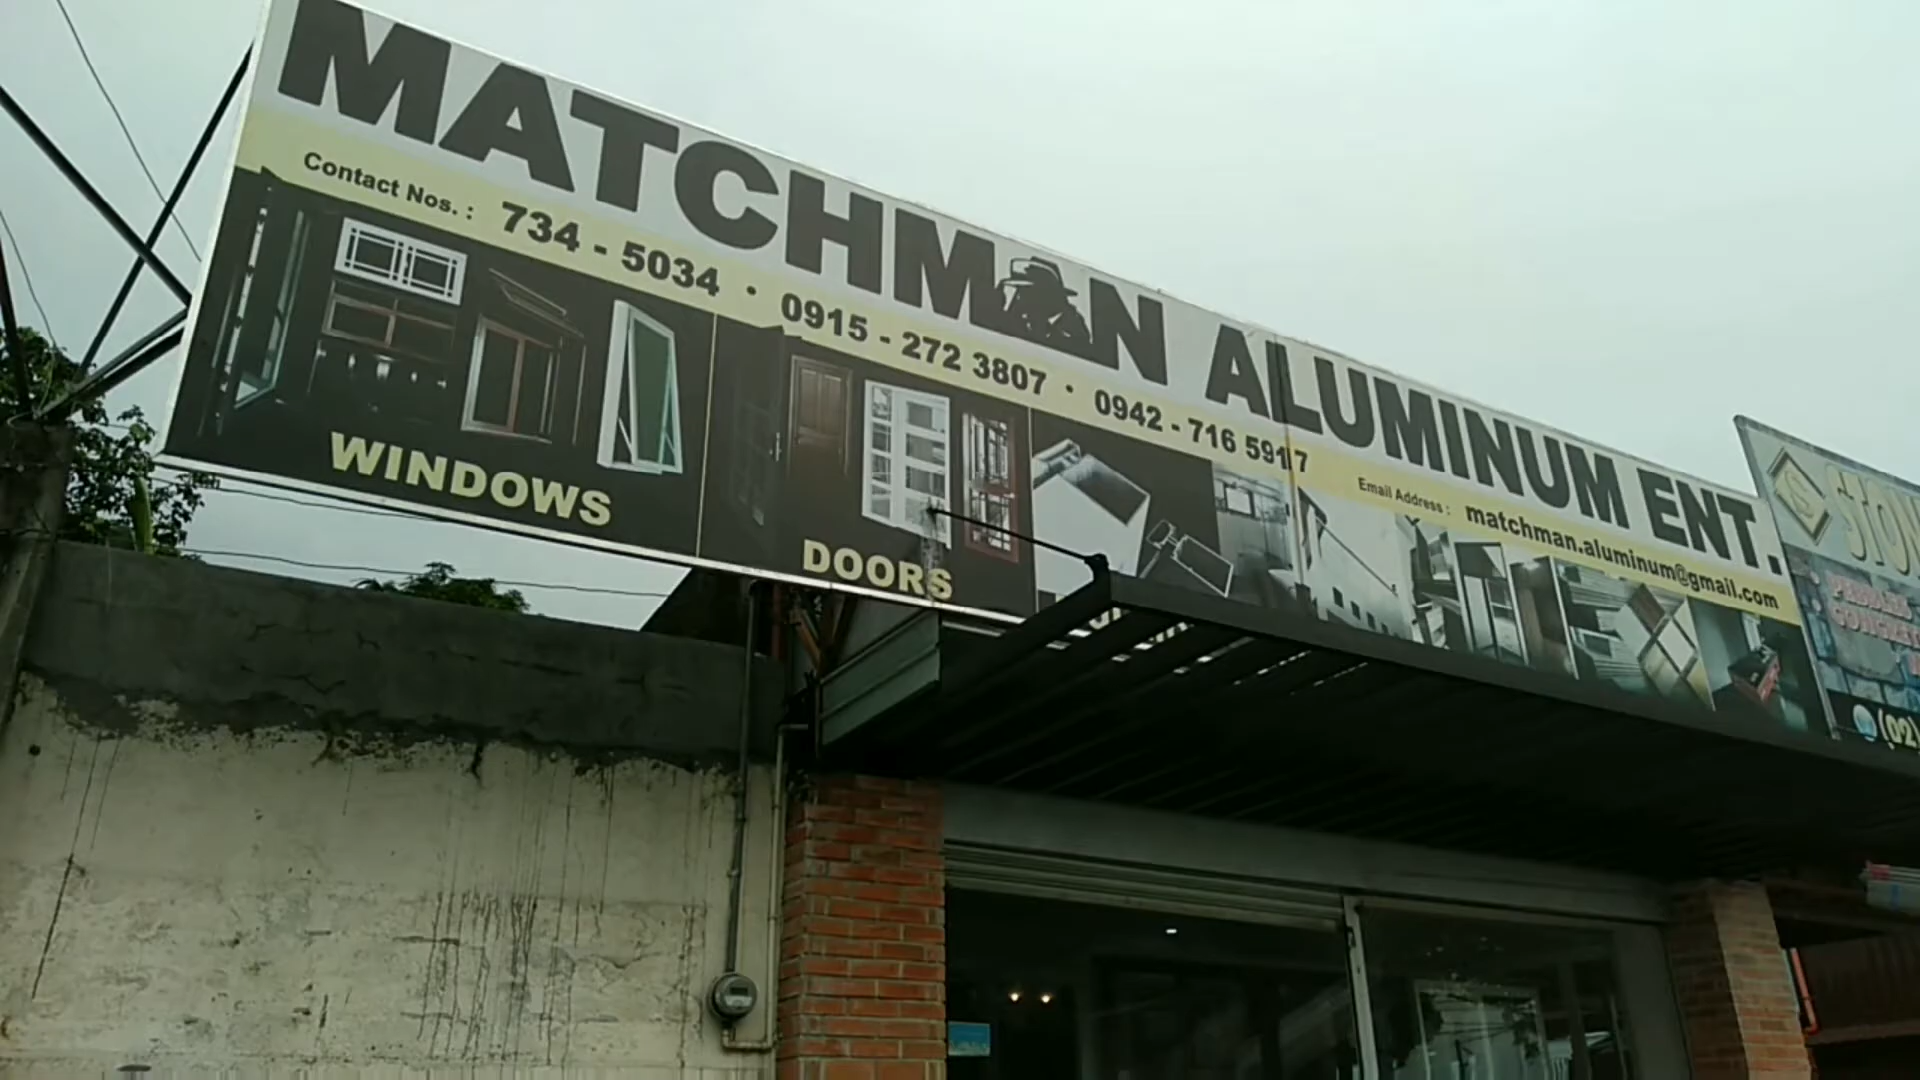 MATCHMAN ALUMINUM ENT.
Contact Nos. : 734 - 5034 • 0915 - 272 3807 • 0942 - 716 5917
Email Address : matchman.aluminum@gmail.com
WINDOWS
DOORS
(02)